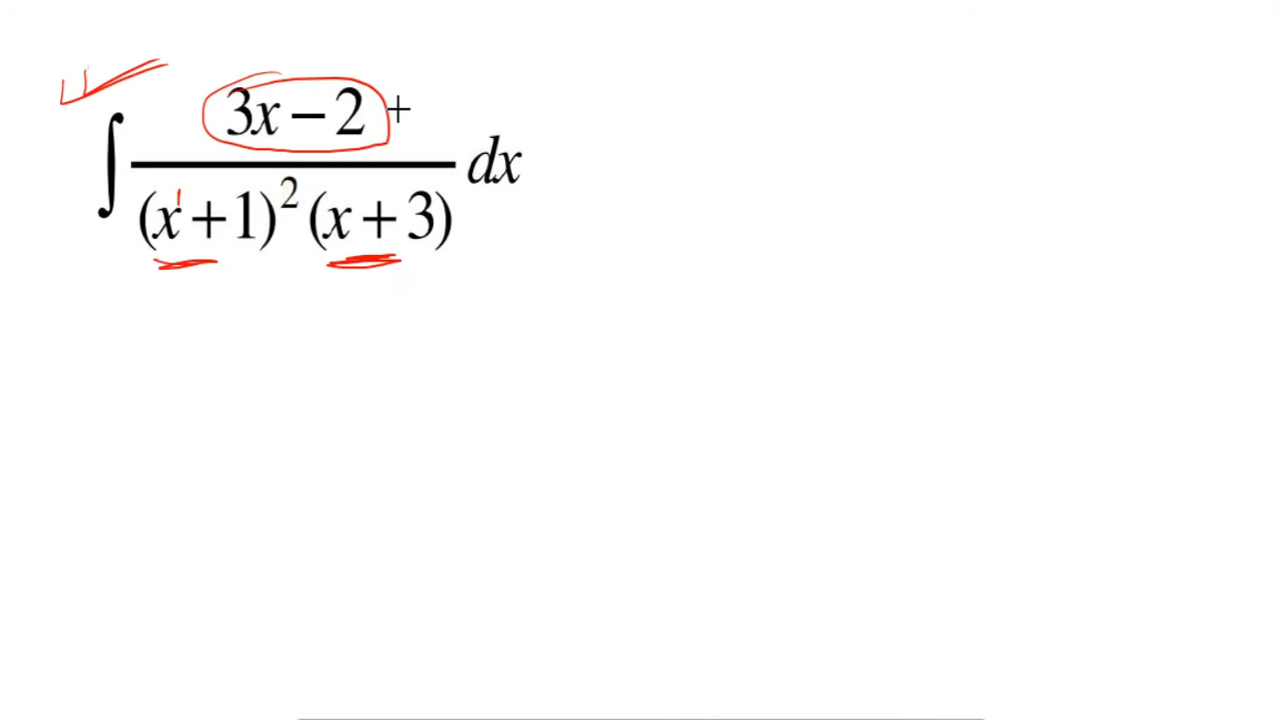 ∫ (3x − 2) / ((x + 1)² (x + 3)) dx